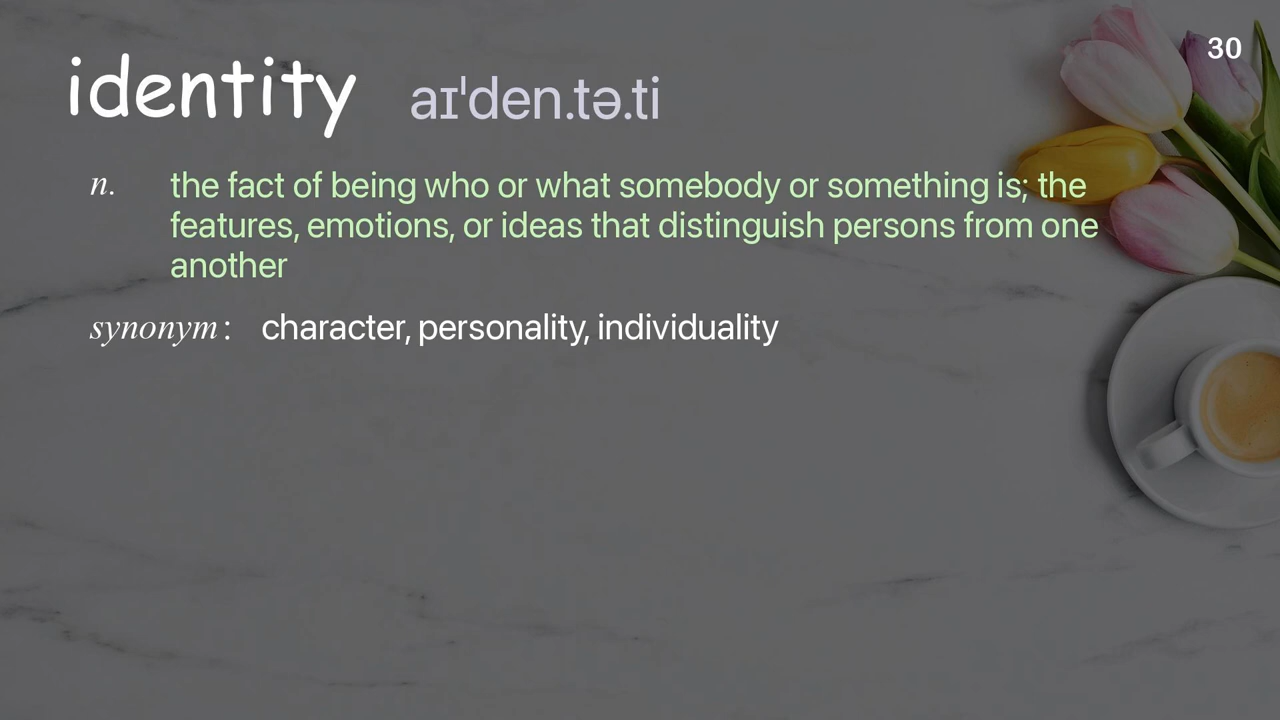 30
identity aɪˈden.tə.ti
n. the fact of being who or what somebody or something is; the
features, emotions, or ideas that distinguish persons from one
another
synonym: character, personality, individuality